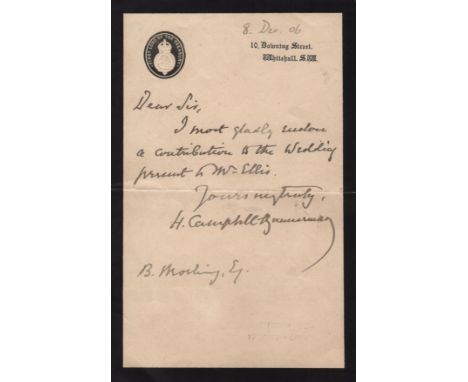 8. Dec. 06
10, Downing Street,
Whitehall, S.W.
Dear Sir,
I most gladly enclose
a contribution to the Wedding
present to Mr Ellis.
Yours very truly,
H. Campbell Bannerman
B. Morling, Esq.